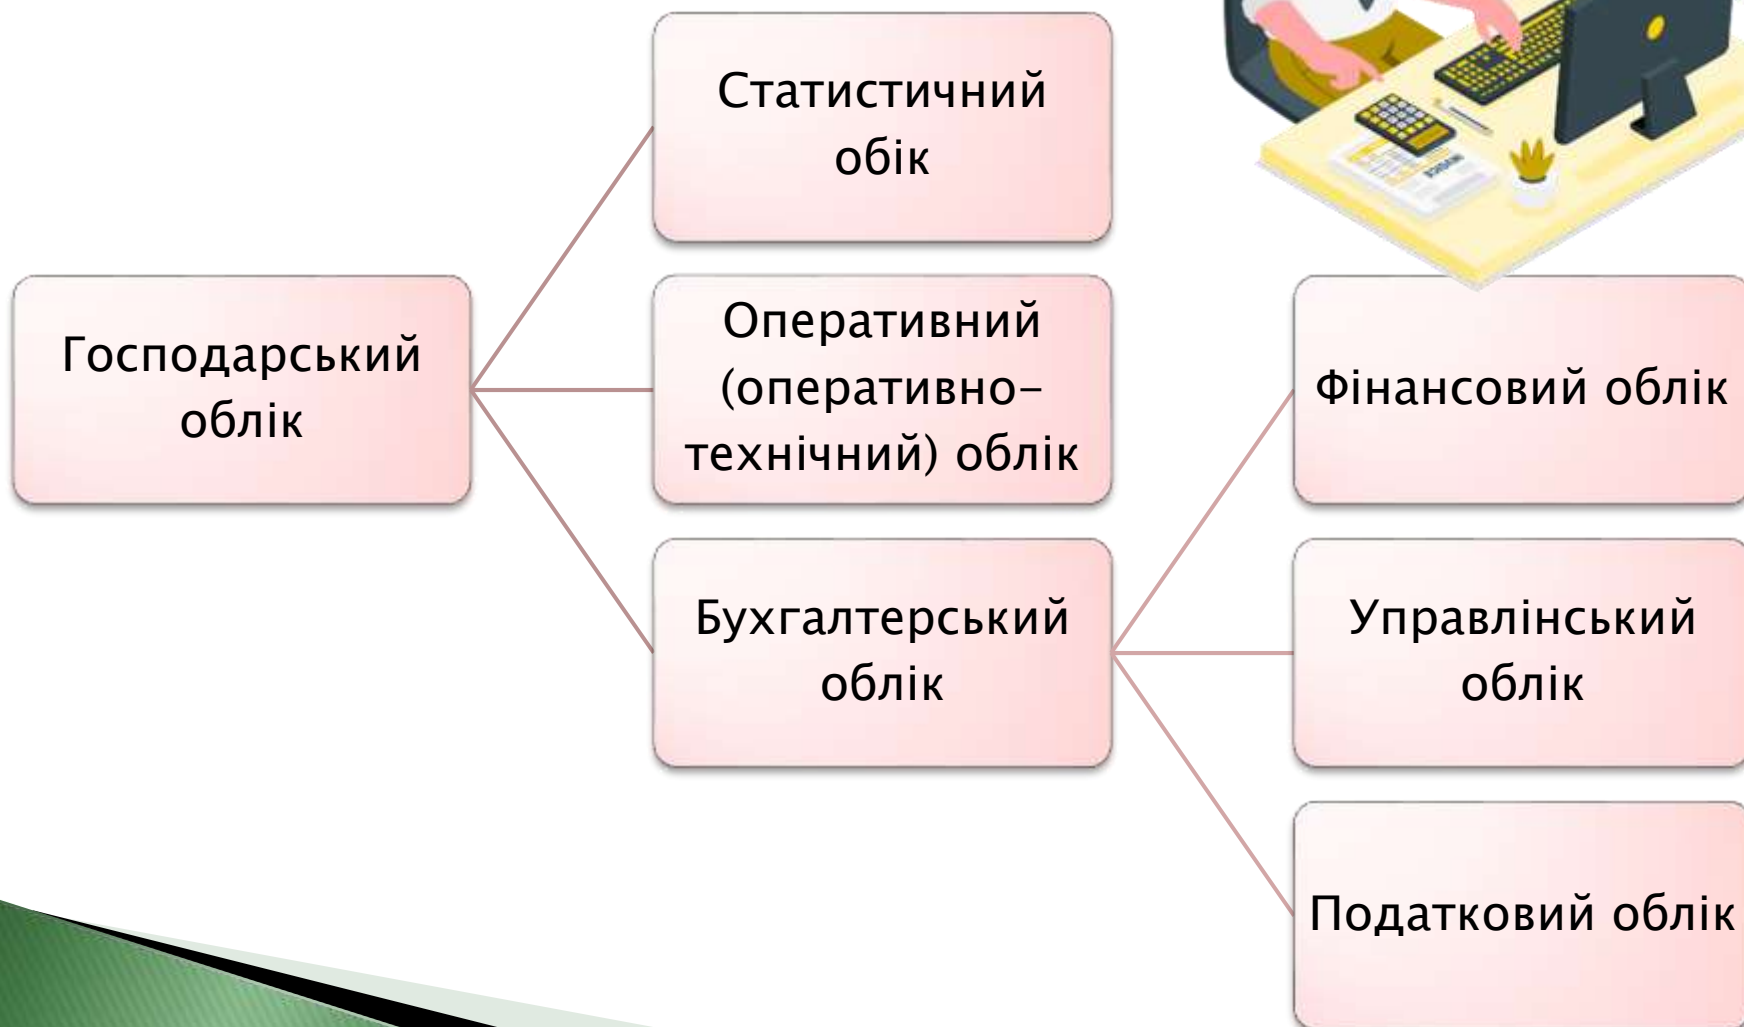 Статистичний
обік
Господарський
облік
Оперативний
(оперативно-
технічний) облік
Бухгалтерський
облік
Фінансовий облік
Управлінський
облік
Податковий облік